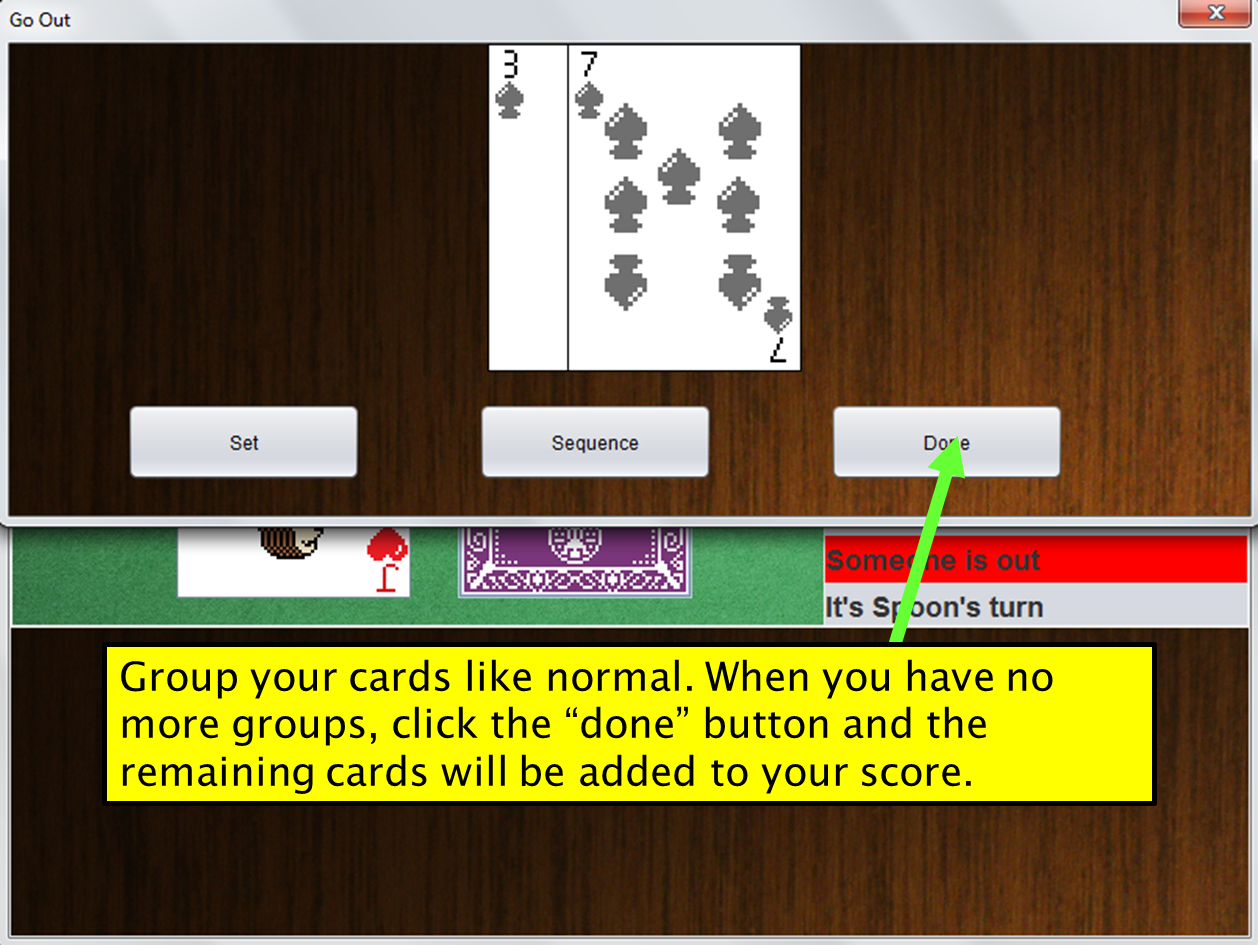 Go Out
3
7
7
Set
Sequence
Done
J
Someone is out
It's Spoon's turn
Group your cards like normal. When you have no
more groups, click the “done” button and the
remaining cards will be added to your score.